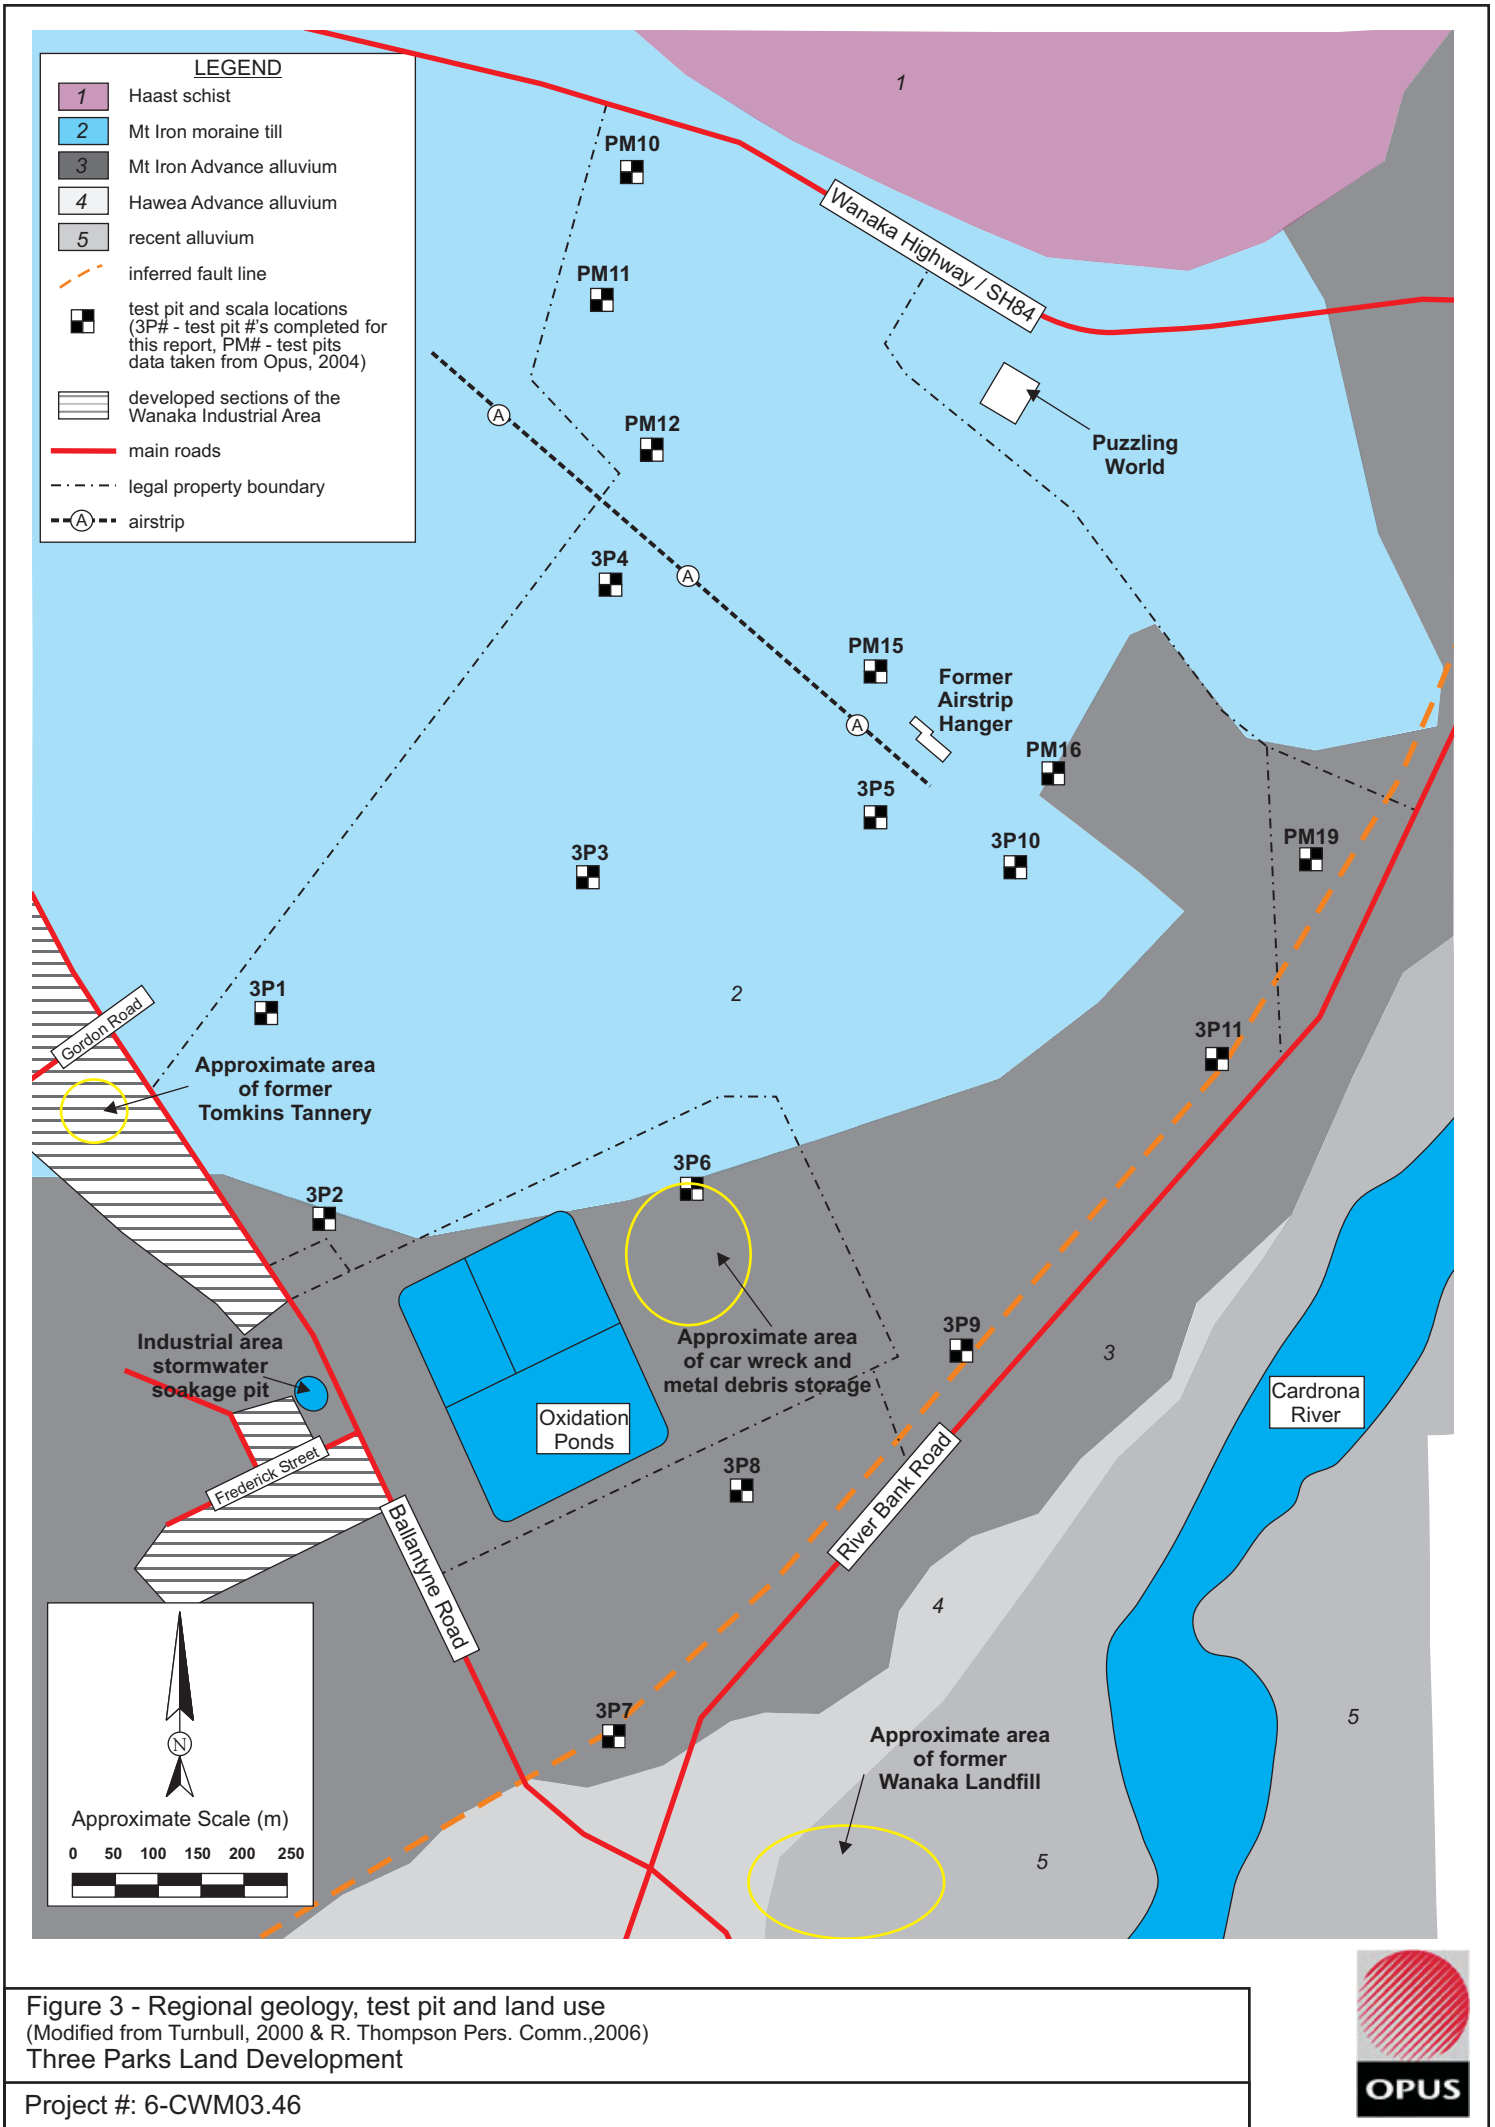 LEGEND
1 Haast schist
2 Mt Iron moraine till
3 Mt Iron Advance alluvium
4 Hawea Advance alluvium
5 recent alluvium
inferred fault line
test pit and scala locations
(3P# - test pit #'s completed for
this report, PM# - test pits
data taken from Opus, 2004)
developed sections of the
Wanaka Industrial Area
main roads
legal property boundary
A airstrip
1
PM10
Wanaka Highway / SH84
PM11
A
PM12
Puzzling
World
3P4
A
PM15
Former
Airstrip
Hanger
A
PM16
3P5
3P10
PM19
3P3
2
3P1
Gordon Road
3P11
Approximate area
of former
Tomkins Tannery
3P6
3P2
Industrial area
stormwater
soakage pit
Approximate area
of car wreck and
metal debris storage
3P9
3
Cardrona
River
Oxidation
Ponds
Frederick Street
3P8
River Bank Road
Ballantyne Road
4
3P7
5
Approximate area
of former
Wanaka Landfill
5
N
Approximate Scale (m)
0 50 100 150 200 250
Figure 3 - Regional geology, test pit and land use
(Modified from Turnbull, 2000 & R. Thompson Pers. Comm.,2006)
Three Parks Land Development
Project #: 6-CWM03.46
OPUS